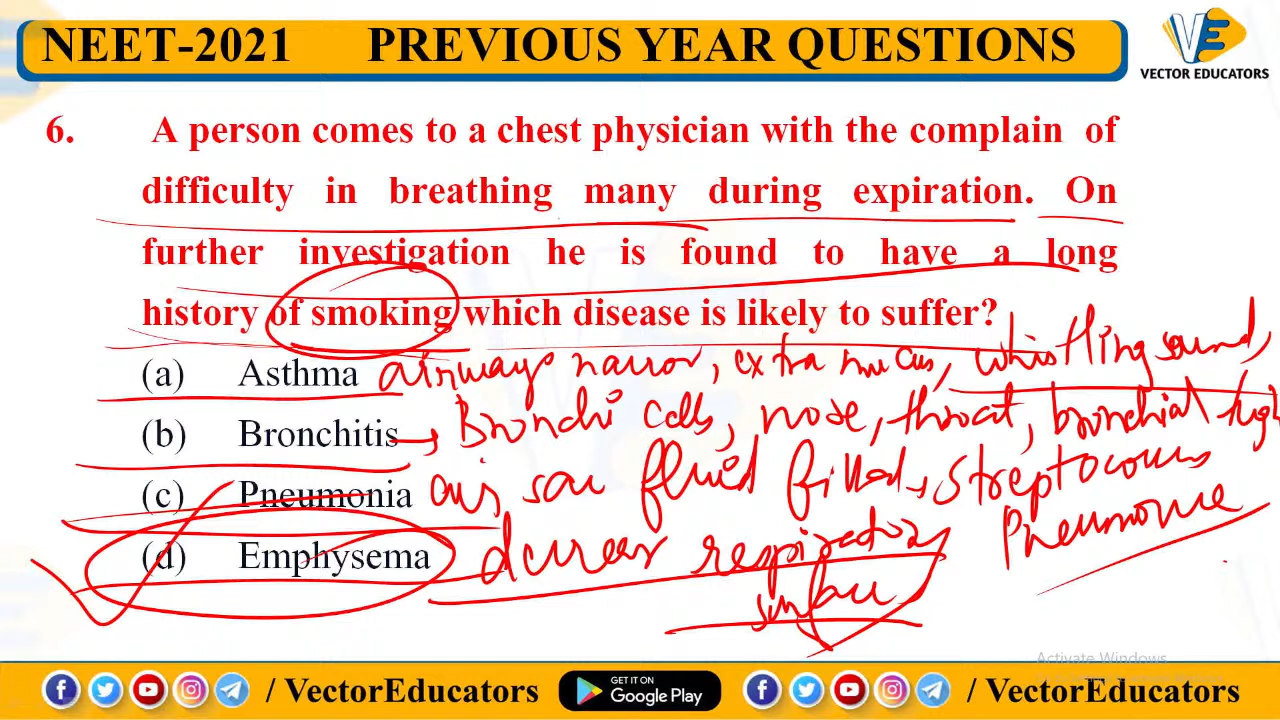 NEET-2021 PREVIOUS YEAR QUESTIONS
VECTOR EDUCATORS
6. A person comes to a chest physician with the complain of
difficulty in breathing many during expiration. On
further investigation he is found to have a long
history of smoking which disease is likely to suffer?
(a) Asthma airways narrow, extra mucus, whistling sound,
(b) Bronchitis → Bronchi cells, nose, throat, bronchial
(c) Pneumonia air sac fluid filled, Streptococcus
Pneumoniae
(d) Emphysema respiratory
Activate Windows
/ VectorEducators GET IT ON Google Play / VectorEducators